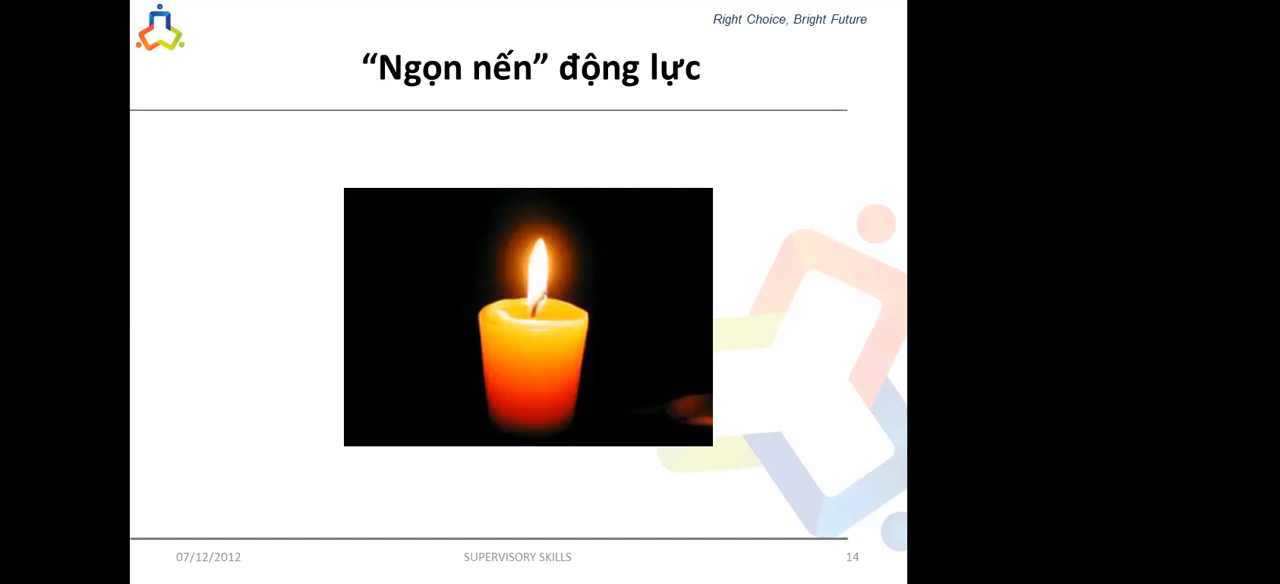 Right Choice, Bright Future
“Ngọn nến” động lực
07/12/2012 SUPERVISORY SKILLS 14